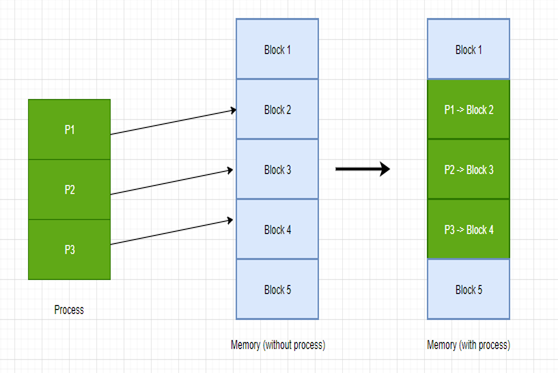 P1
P2
P3
Process
Block 1
Block 2
Block 3
Block 4
Block 5
Memory (without process)
Block 1
P1 -> Block 2
P2 -> Block 3
P3 -> Block 4
Block 5
Memory (with process)